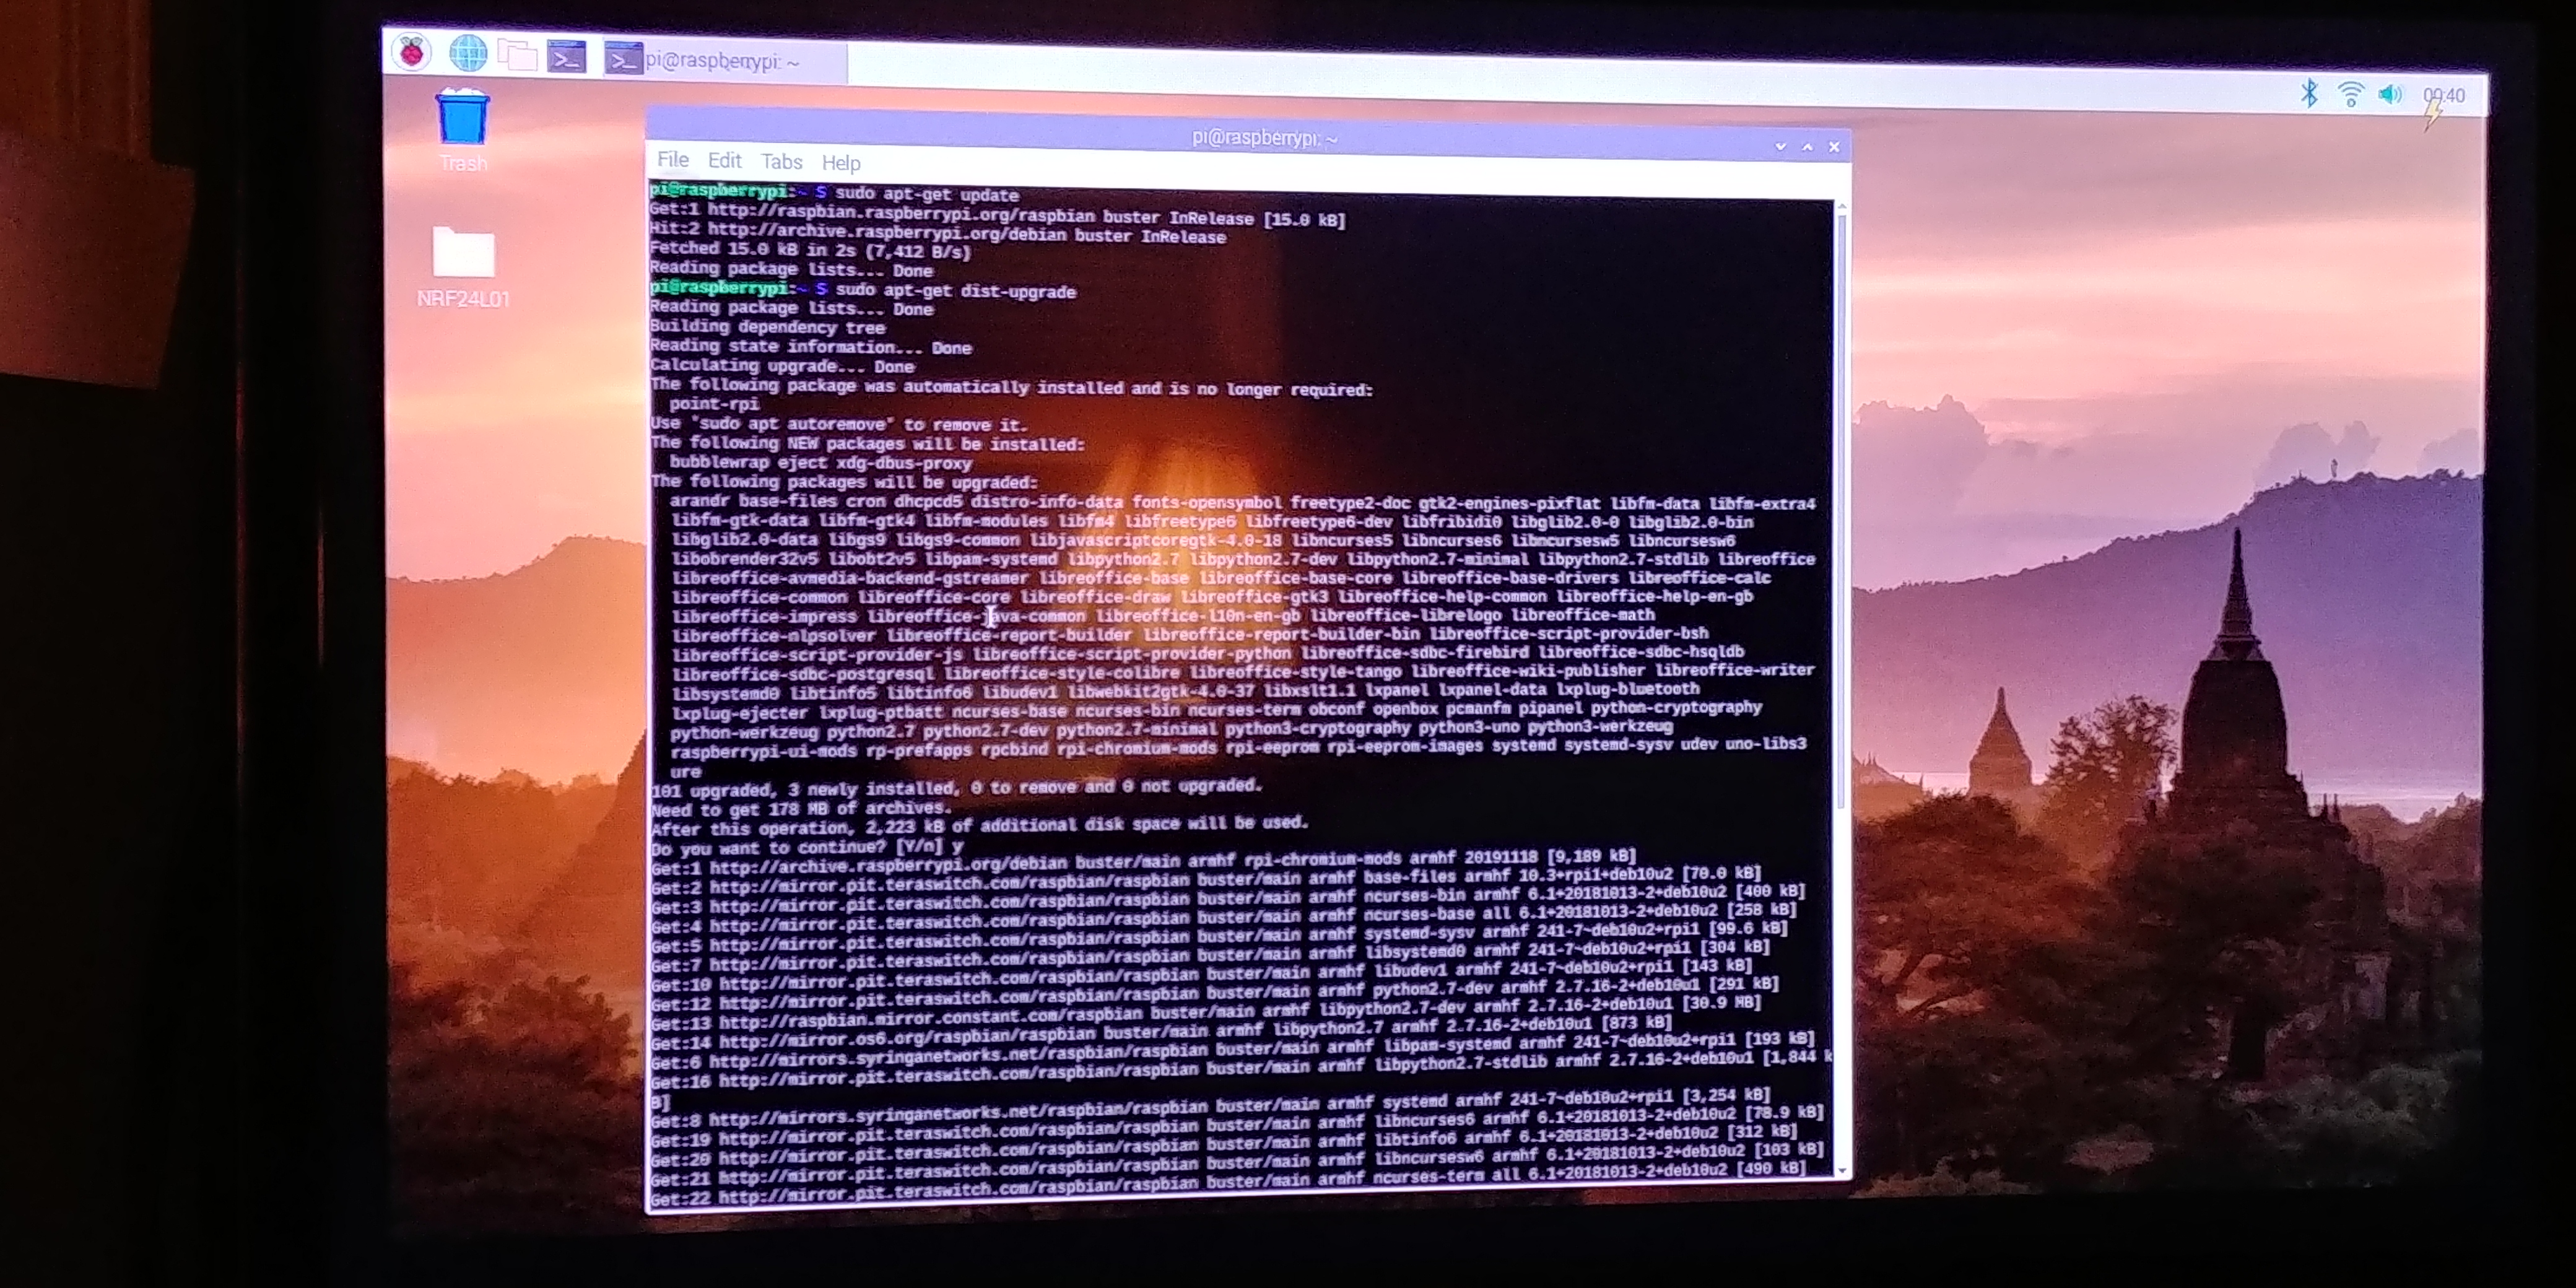 pi@raspberrypi: ~
00:40
Trash
NRF24L01
pi@raspberrypi: ~
File Edit Tabs Help
pi@raspberrypi:~ $ sudo apt-get update
Get:1 http://raspbian.raspberrypi.org/raspbian buster InRelease [15.0 kB]
Hit:2 http://archive.raspberrypi.org/debian buster InRelease
Fetched 15.0 kB in 2s (7,412 B/s)
Reading package lists... Done
pi@raspberrypi:~ $ sudo apt-get dist-upgrade
Reading package lists... Done
Building dependency tree
Reading state information... Done
Calculating upgrade... Done
The following package was automatically installed and is no longer required:
point-rpi
Use 'sudo apt autoremove' to remove it.
The following NEW packages will be installed:
bubblewrap eject xdg-dbus-proxy
The following packages will be upgraded:
arandr base-files cron dhcpcd5 distro-info-data fonts-opensymbol freetype2-doc gtk2-engines-pixflat libfm-data libfm-extra4
libfm-gtk-data libfm-gtk4 libfm-modules libfm4 libfreetype6 libfreetype6-dev libfribidi0 libglib2.0-0 libglib2.0-bin
libglib2.0-data libgs9 libgs9-common libjavascriptcoregtk-4.0-18 libncurses5 libncurses6 libncursesw5 libncursesw6
libobrender32v5 libobt2v5 libpam-systemd libpython2.7 libpython2.7-dev libpython2.7-minimal libpython2.7-stdlib libreoffice
libreoffice-avmedia-backend-gstreamer libreoffice-base libreoffice-base-core libreoffice-base-drivers libreoffice-calc
libreoffice-common libreoffice-core libreoffice-draw libreoffice-gtk3 libreoffice-help-common libreoffice-help-en-gb
libreoffice-impress libreoffice-java-common libreoffice-l10n-en-gb libreoffice-librelogo libreoffice-math
libreoffice-nlpsolver libreoffice-report-builder libreoffice-report-builder-bin libreoffice-script-provider-bsh
libreoffice-script-provider-js libreoffice-script-provider-python libreoffice-sdbc-firebird libreoffice-sdbc-hsqldb
libreoffice-sdbc-postgresql libreoffice-style-colibre libreoffice-style-tango libreoffice-wiki-publisher libreoffice-writer
libsystemd0 libtinfo5 libtinfo6 libudev1 libwebkit2gtk-4.0-37 libxslt1.1 lxpanel lxpanel-data lxplug-bluetooth
lxplug-ejecter lxplug-ptbatt ncurses-base ncurses-bin ncurses-term obconf openbox pcmanfm pipanel python-cryptography
python-werkzeug python2.7 python2.7-dev python2.7-minimal python3-cryptography python3-uno python3-werkzeug
raspberrypi-ui-mods rp-prefapps rpcbind rpi-chromium-mods rpi-eeprom rpi-eeprom-images systemd systemd-sysv udev uno-libs3
ure
101 upgraded, 3 newly installed, 0 to remove and 0 not upgraded.
Need to get 178 MB of archives.
After this operation, 2,223 kB of additional disk space will be used.
Do you want to continue? [Y/n] y
Get:1 http://archive.raspberrypi.org/debian buster/main armhf rpi-chromium-mods armhf 20191118 [9,189 kB]
Get:2 http://mirror.pit.teraswitch.com/raspbian/raspbian buster/main armhf base-files armhf 10.3+rpi1+deb10u2 [70.0 kB]
Get:3 http://mirror.pit.teraswitch.com/raspbian/raspbian buster/main armhf ncurses-bin armhf 6.1+20181013-2+deb10u2 [400 kB]
Get:4 http://mirror.pit.teraswitch.com/raspbian/raspbian buster/main armhf ncurses-base all 6.1+20181013-2+deb10u2 [258 kB]
Get:5 http://mirror.pit.teraswitch.com/raspbian/raspbian buster/main armhf systemd-sysv armhf 241-7~deb10u2+rpi1 [99.6 kB]
Get:7 http://mirror.pit.teraswitch.com/raspbian/raspbian buster/main armhf libsystemd0 armhf 241-7~deb10u2+rpi1 [304 kB]
Get:10 http://mirror.pit.teraswitch.com/raspbian/raspbian buster/main armhf libudev1 armhf 241-7~deb10u2+rpi1 [143 kB]
Get:12 http://mirror.pit.teraswitch.com/raspbian/raspbian buster/main armhf python2.7-dev armhf 2.7.16-2+deb10u1 [291 kB]
Get:13 http://raspbian.mirror.constant.com/raspbian buster/main armhf libpython2.7-dev armhf 2.7.16-2+deb10u1 [30.9 MB]
Get:14 http://mirror.os6.org/raspbian/raspbian buster/main armhf libpython2.7 armhf 2.7.16-2+deb10u1 [873 kB]
Get:6 http://mirrors.syringanetworks.net/raspbian/raspbian buster/main armhf libpam-systemd armhf 241-7~deb10u2+rpi1 [193 kB]
Get:16 http://mirror.pit.teraswitch.com/raspbian/raspbian buster/main armhf libpython2.7-stdlib armhf 2.7.16-2+deb10u1 [1,844 k
B]
Get:8 http://mirrors.syringanetworks.net/raspbian/raspbian buster/main armhf systemd armhf 241-7~deb10u2+rpi1 [3,254 kB]
Get:19 http://mirror.pit.teraswitch.com/raspbian/raspbian buster/main armhf libncurses6 armhf 6.1+20181013-2+deb10u2 [78.9 kB]
Get:20 http://mirror.pit.teraswitch.com/raspbian/raspbian buster/main armhf libtinfo6 armhf 6.1+20181013-2+deb10u2 [312 kB]
Get:21 http://mirror.pit.teraswitch.com/raspbian/raspbian buster/main armhf libncursesw6 armhf 6.1+20181013-2+deb10u2 [103 kB]
Get:22 http://mirror.pit.teraswitch.com/raspbian/raspbian buster/main armhf ncurses-term all 6.1+20181013-2+deb10u2 [490 kB]